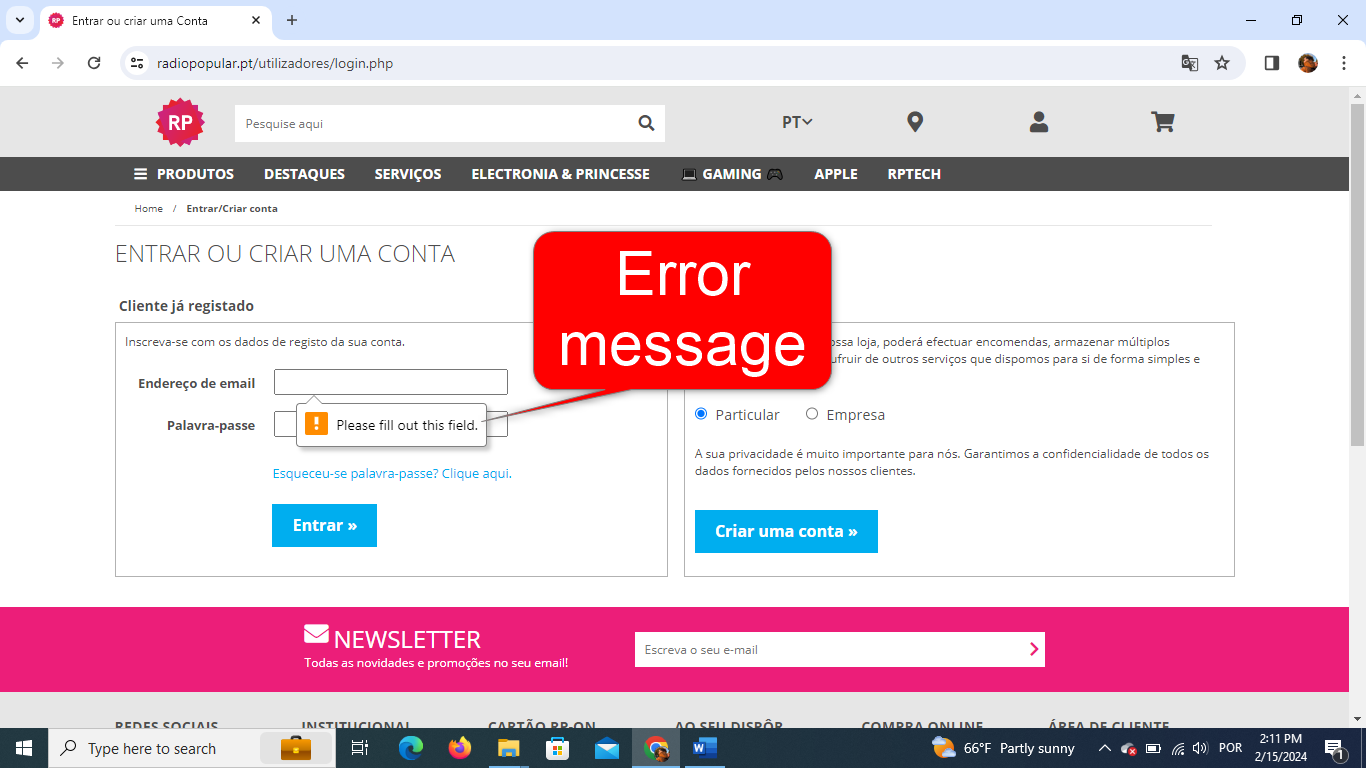 Entrar ou criar uma Conta
radiopopular.pt/utilizadores/login.php
RP
Pesquise aqui
PT
PRODUTOS DESTAQUES SERVIÇOS ELECTRONIA & PRINCESSE GAMING APPLE RPTECH
Home / Entrar/Criar conta
ENTRAR OU CRIAR UMA CONTA
Error
message
Cliente já registado
Inscreva-se com os dados de registo da sua conta.
Endereço de email
Palavra-passe
Please fill out this field.
Esqueceu-se palavra-passe? Clique aqui.
Entrar »
ossa loja, poderá efectuar encomendas, armazenar múltiplos
ufruir de outros serviços que dispomos para si de forma simples e
Particular Empresa
A sua privacidade é muito importante para nós. Garantimos a confidencialidade de todos os
dados fornecidos pelos nossos clientes.
Criar uma conta »
NEWSLETTER
Todas as novidades e promoções no seu email!
Escreva o seu e-mail
REDES SOCIAIS INSTITUCIONAL CARTÃO RP-ON AO SEU DISPÔR COMPRA ONLINE ÁREA DE CLIENTE
Type here to search
66°F Partly sunny
POR
2:11 PM
2/15/2024
1